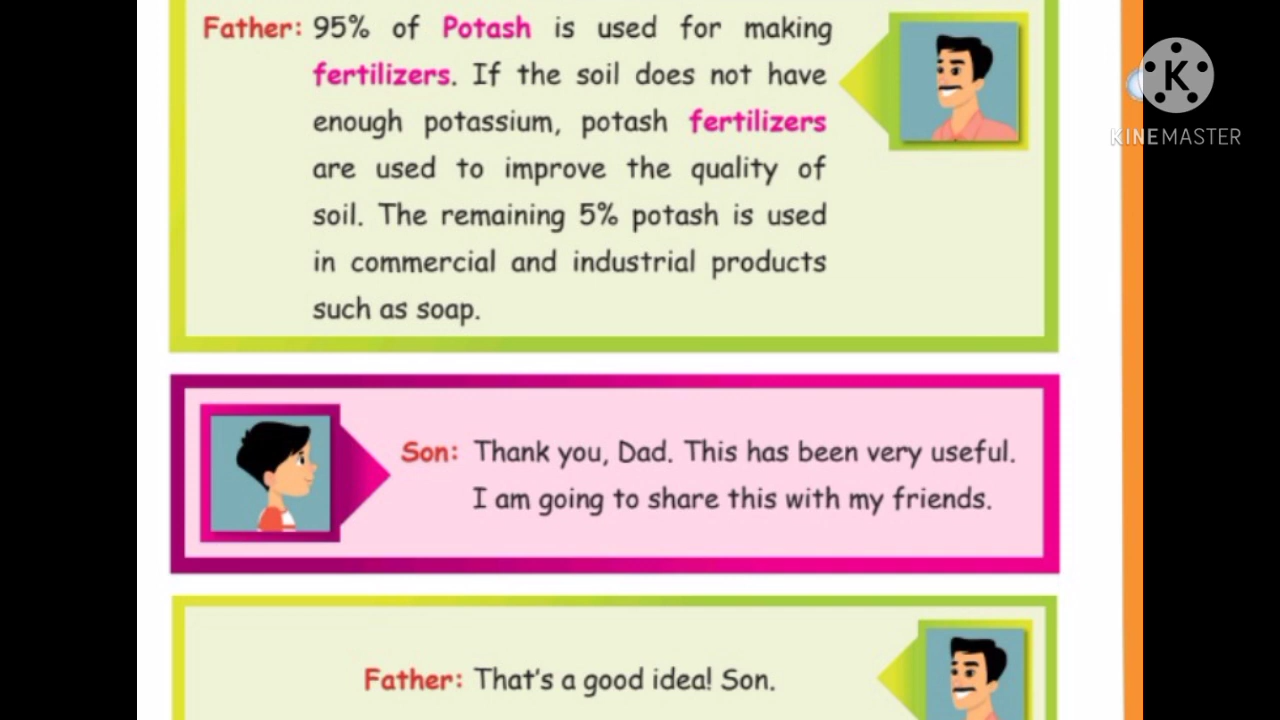 Father: 95% of Potash is used for making
fertilizers. If the soil does not have
enough potassium, potash fertilizers
are used to improve the quality of
soil. The remaining 5% potash is used
in commercial and industrial products
such as soap.
K
KINEMASTER
Son: Thank you, Dad. This has been very useful.
I am going to share this with my friends.
Father: That's a good idea! Son.